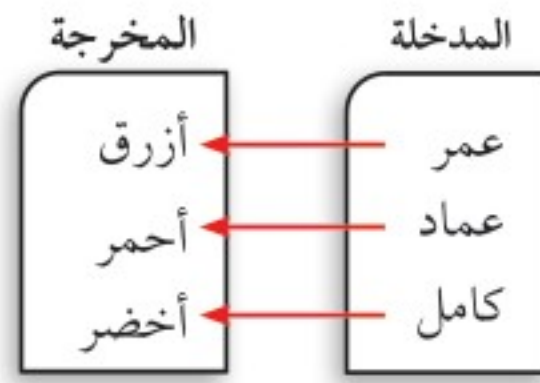 المدخلة المخرجة
عمر أزرق
عماد أحمر
كامل أخضر